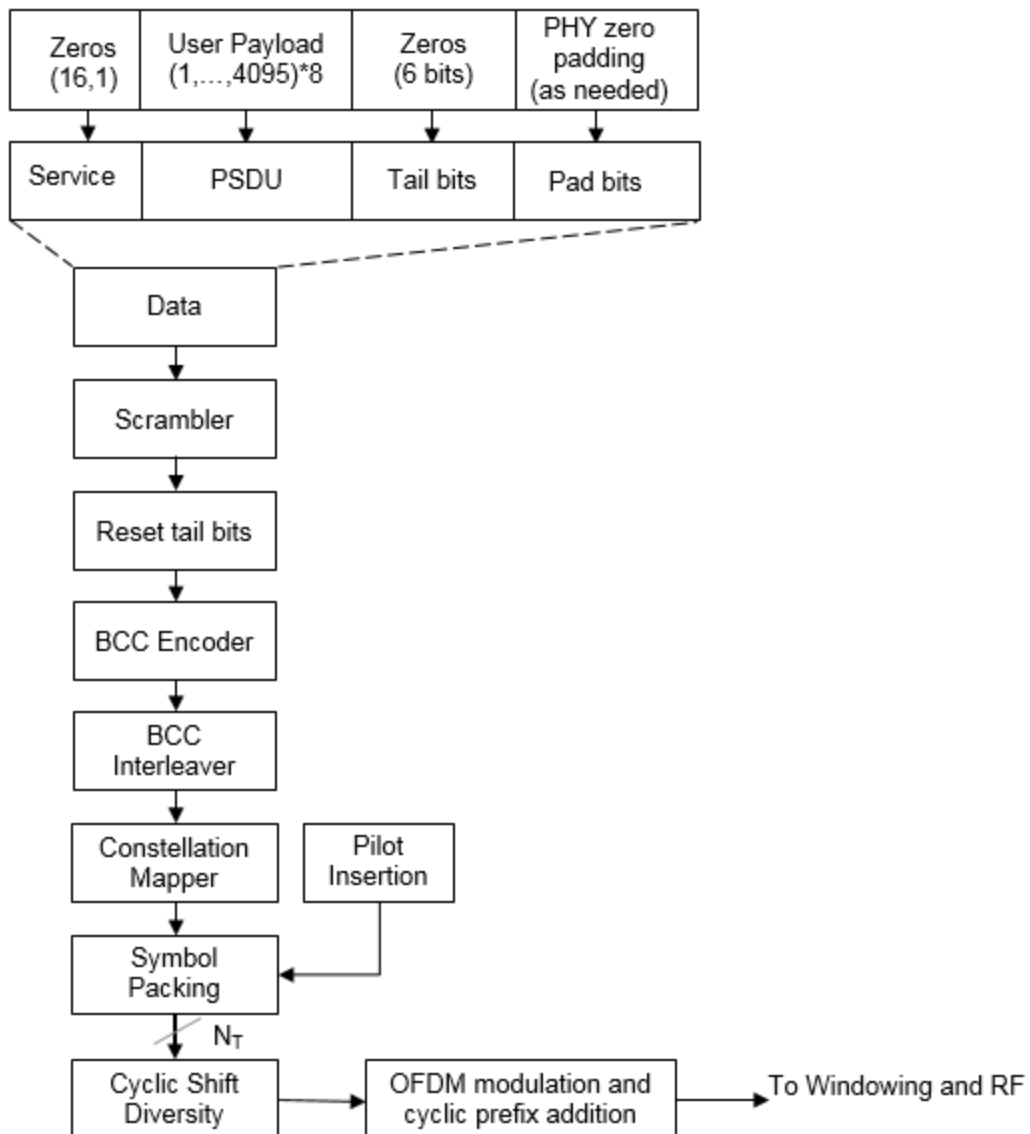 Zeros
(16,1)
User Payload
(1,...,4095)*8
Zeros
(6 bits)
PHY zero
padding
(as needed)
Service
PSDU
Tail bits
Pad bits
Data
Scrambler
Reset tail bits
BCC Encoder
BCC
Interleaver
Constellation
Mapper
Pilot
Insertion
Symbol
Packing
N_T
Cyclic Shift
Diversity
OFDM modulation and
cyclic prefix addition
To Windowing and RF